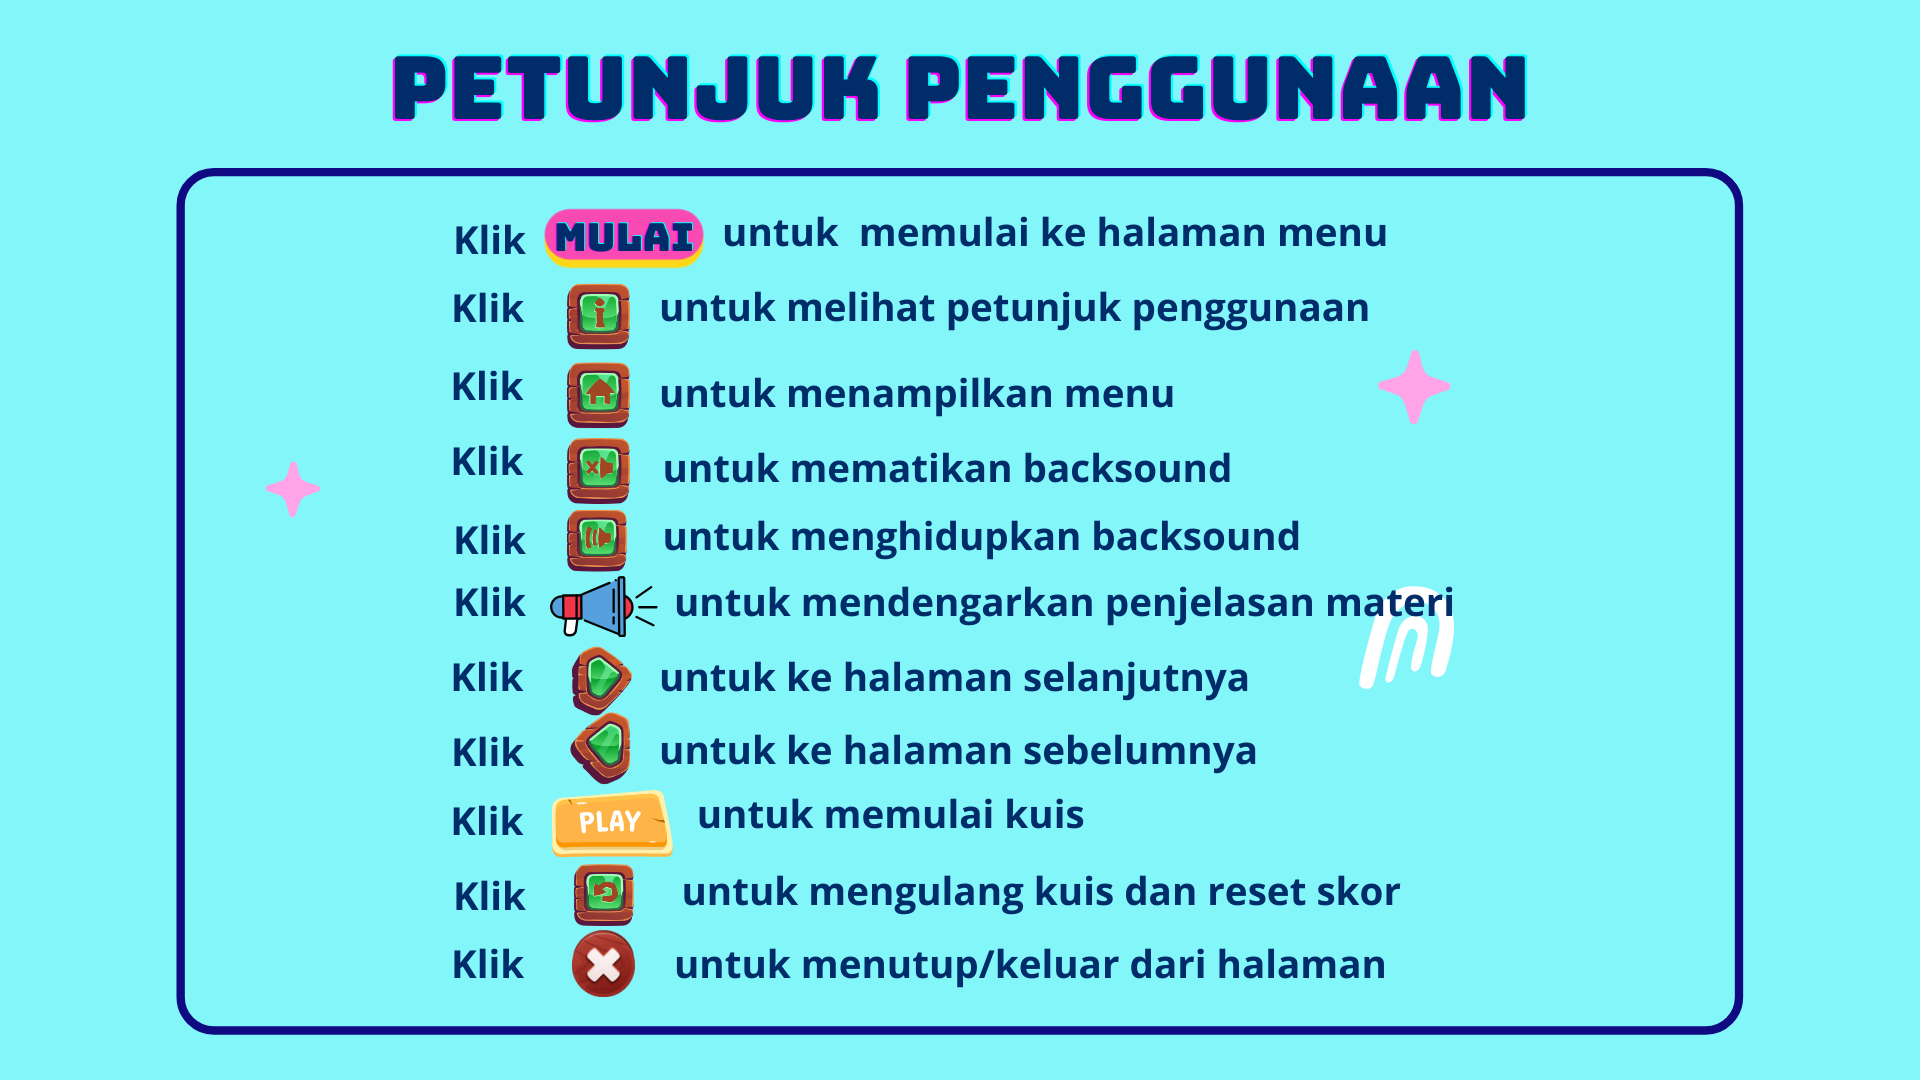 PETUNJUK PENGGUNAAN
Klik MULAI untuk memulai ke halaman menu
Klik i untuk melihat petunjuk penggunaan
Klik untuk menampilkan menu
Klik untuk mematikan backsound
Klik untuk menghidupkan backsound
Klik untuk mendengarkan penjelasan materi
Klik untuk ke halaman selanjutnya
Klik untuk ke halaman sebelumnya
Klik PLAY untuk memulai kuis
Klik untuk mengulang kuis dan reset skor
Klik untuk menutup/keluar dari halaman